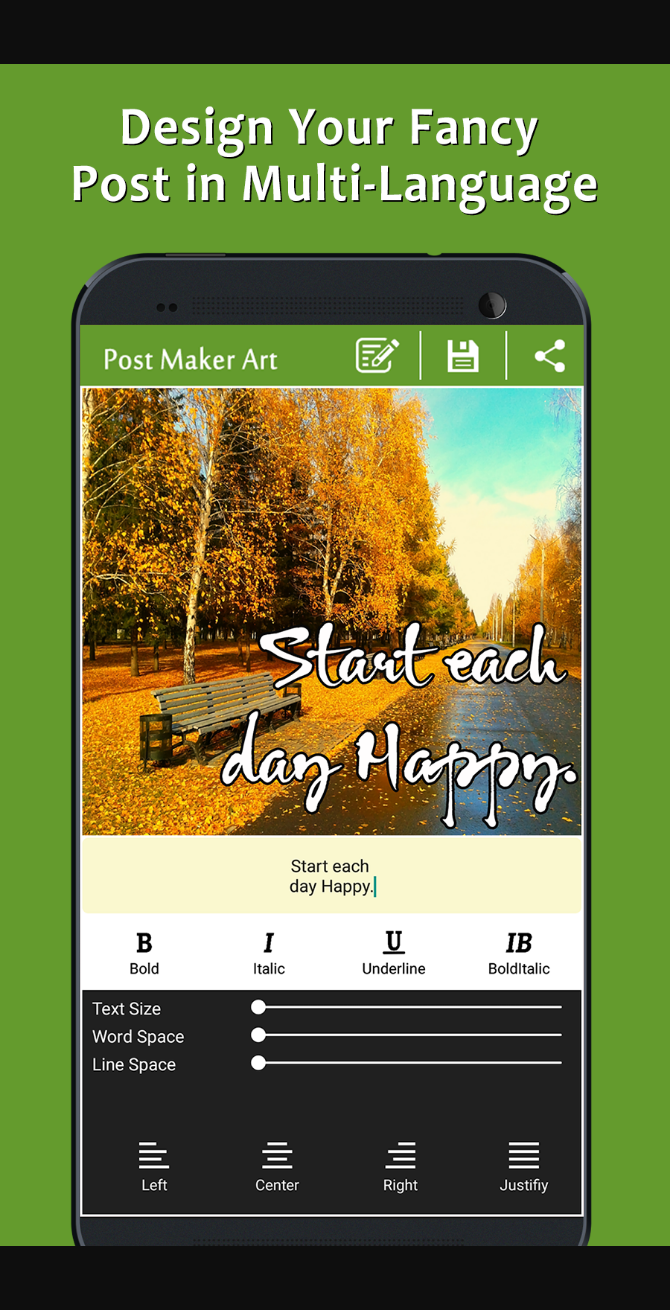 Design Your Fancy
Post in Multi-Language
Post Maker Art
Start each
day Happy.
Start each
day Happy.
B I U IB
Bold Italic Underline BoldItalic
Text Size
Word Space
Line Space
Left Center Right Justifiy